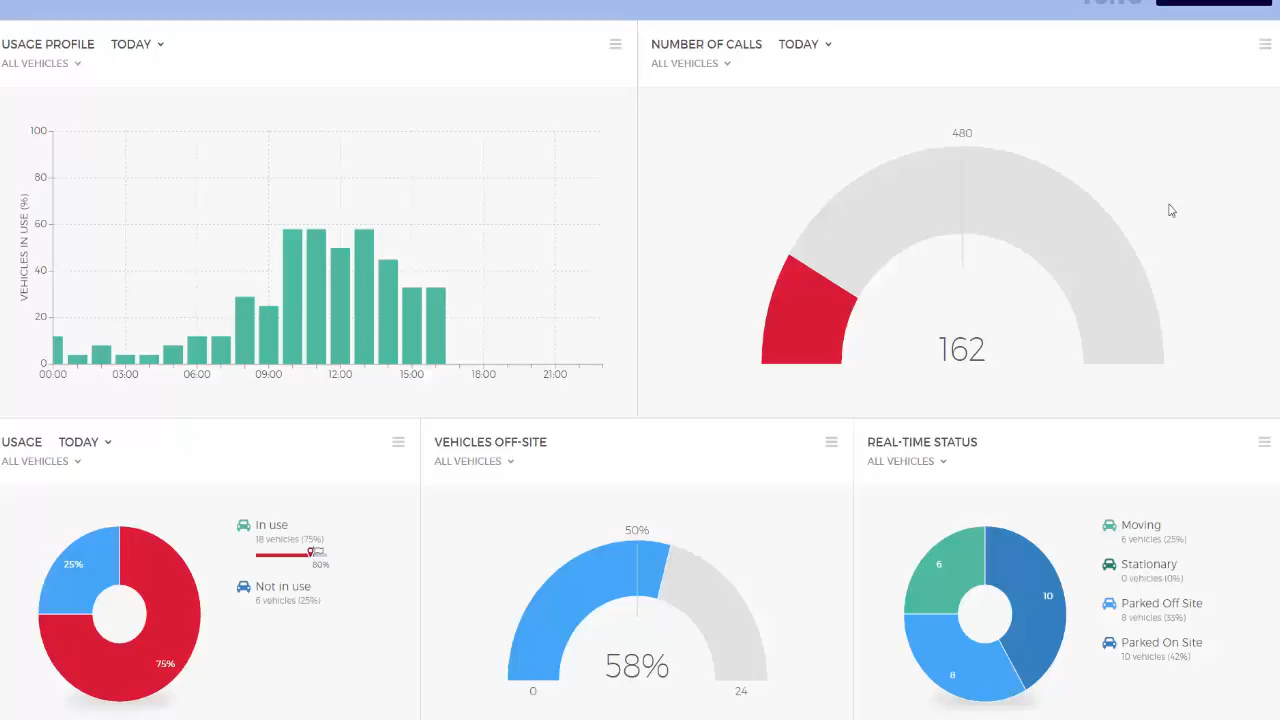 USAGE PROFILE TODAY
ALL VEHICLES
100
80
60
40
20
0
VEHICLES IN USE (%)
00:00 03:00 06:00 09:00 12:00 15:00 18:00 21:00
NUMBER OF CALLS TODAY
ALL VEHICLES
480
162
USAGE TODAY
ALL VEHICLES
25%
75%
In use
18 vehicles (75%)
80%
Not in use
6 vehicles (25%)
VEHICLES OFF-SITE
ALL VEHICLES
50%
58%
0 24
REAL-TIME STATUS
ALL VEHICLES
6
10
8
Moving
6 vehicles (25%)
Stationary
0 vehicles (0%)
Parked Off Site
8 vehicles (33%)
Parked On Site
10 vehicles (42%)